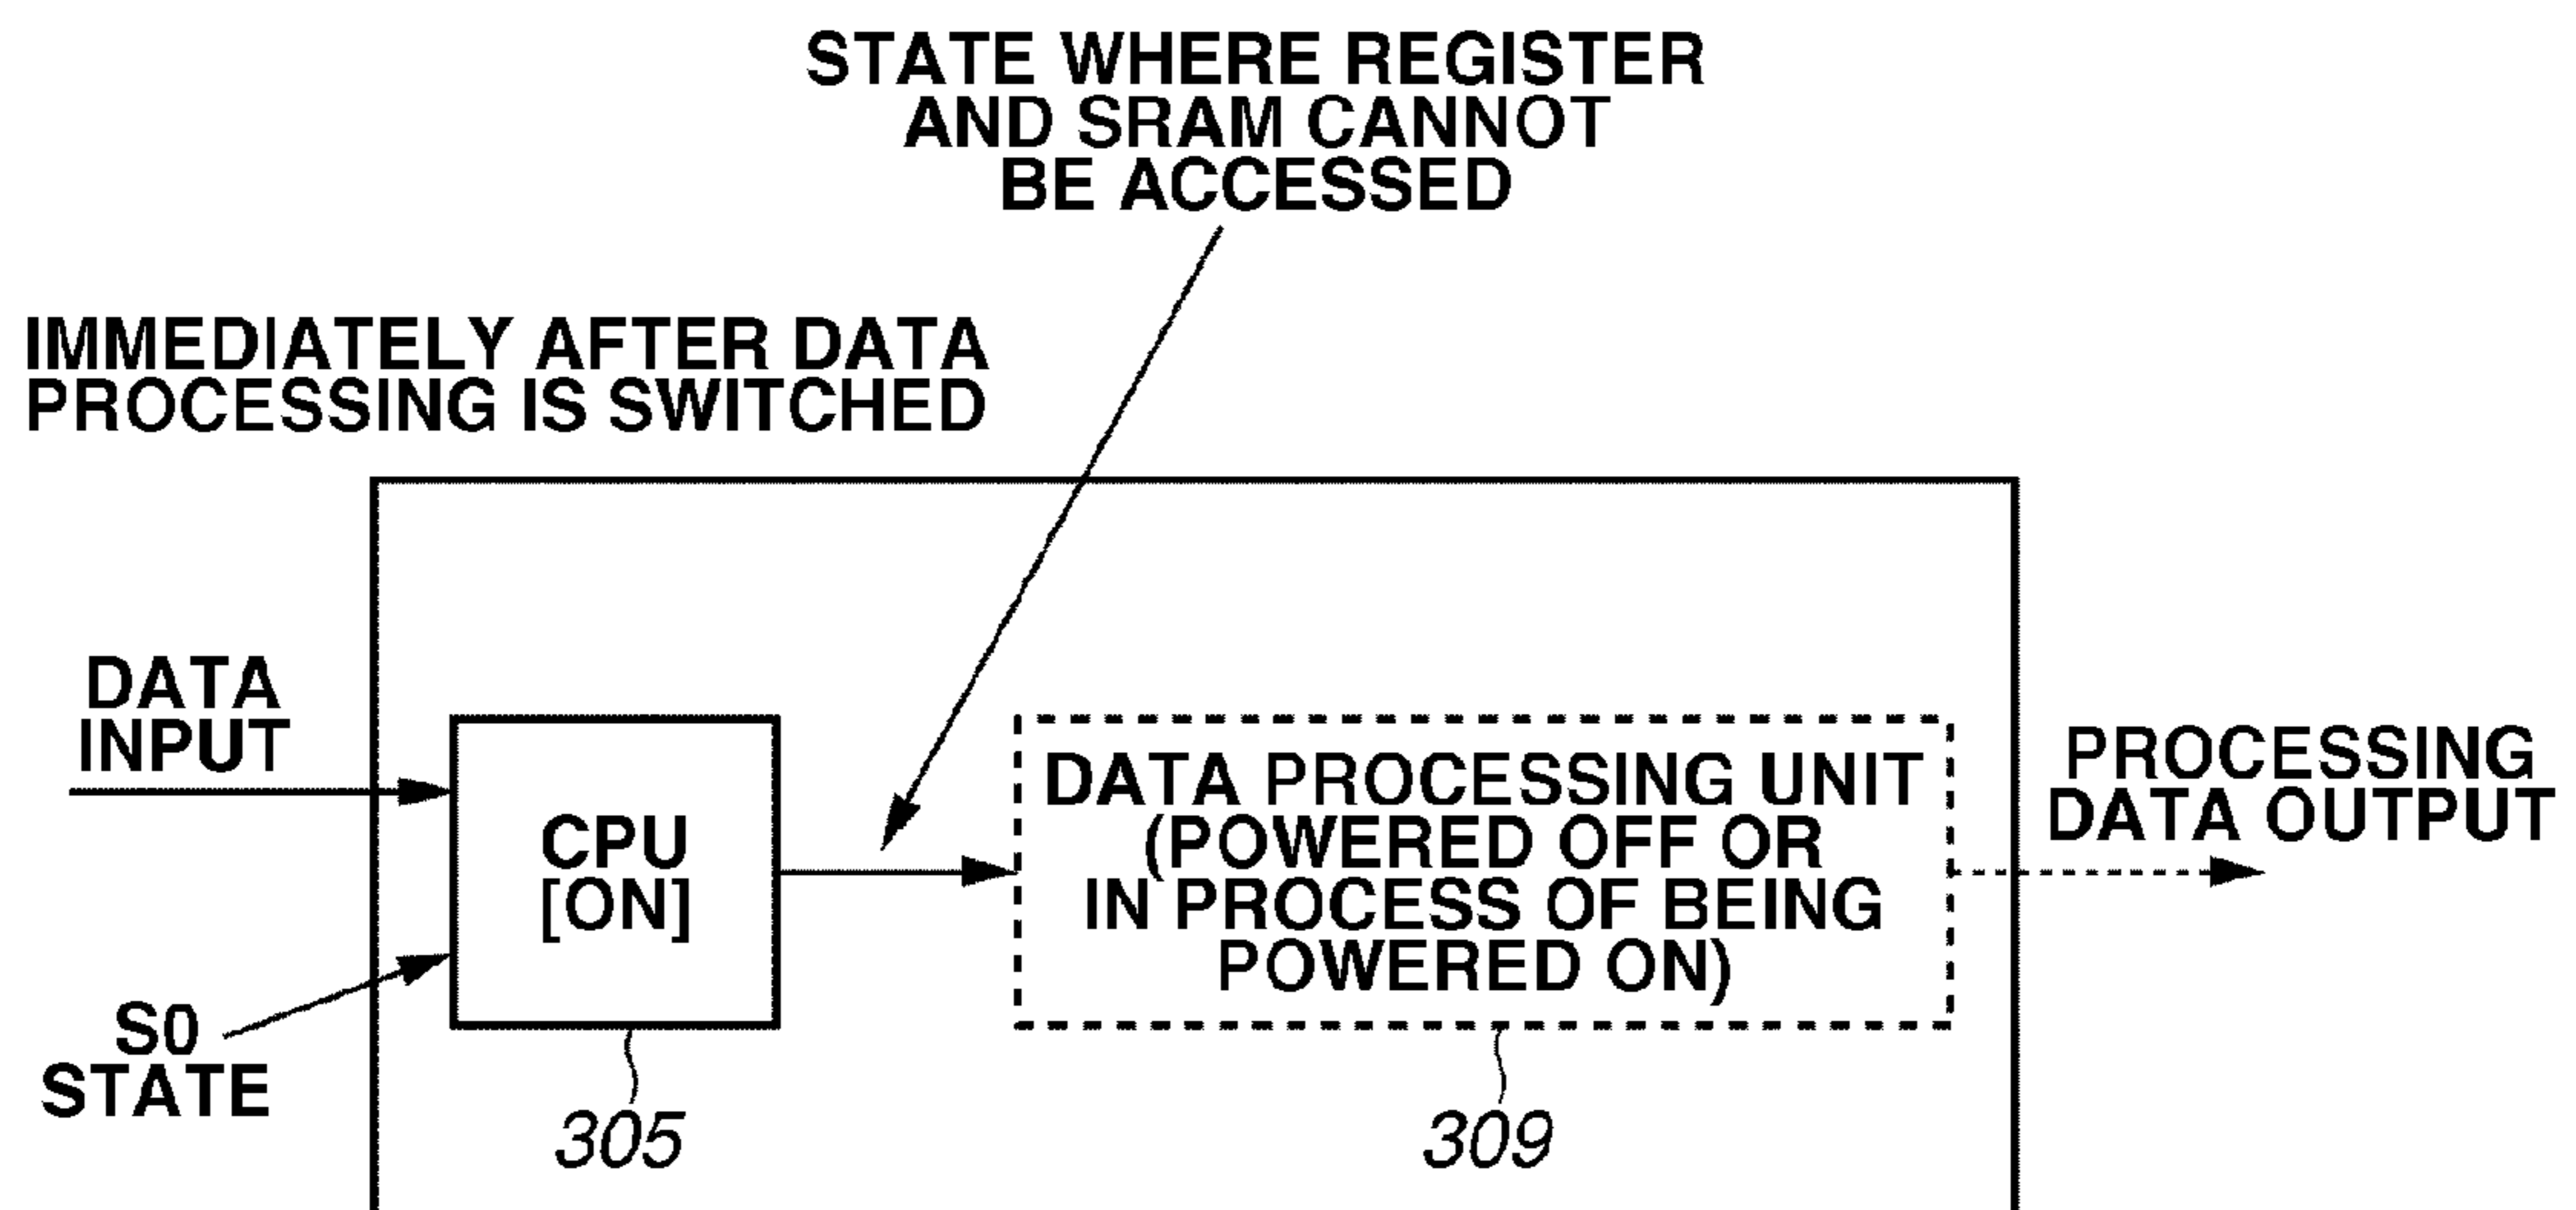 STATE WHERE REGISTER
AND SRAM CANNOT
BE ACCESSED
IMMEDIATELY AFTER DATA
PROCESSING IS SWITCHED
DATA
INPUT
CPU
[ON]
S0
STATE
305
DATA PROCESSING UNIT
(POWERED OFF OR
IN PROCESS OF BEING
POWERED ON)
309
PROCESSING
DATA OUTPUT